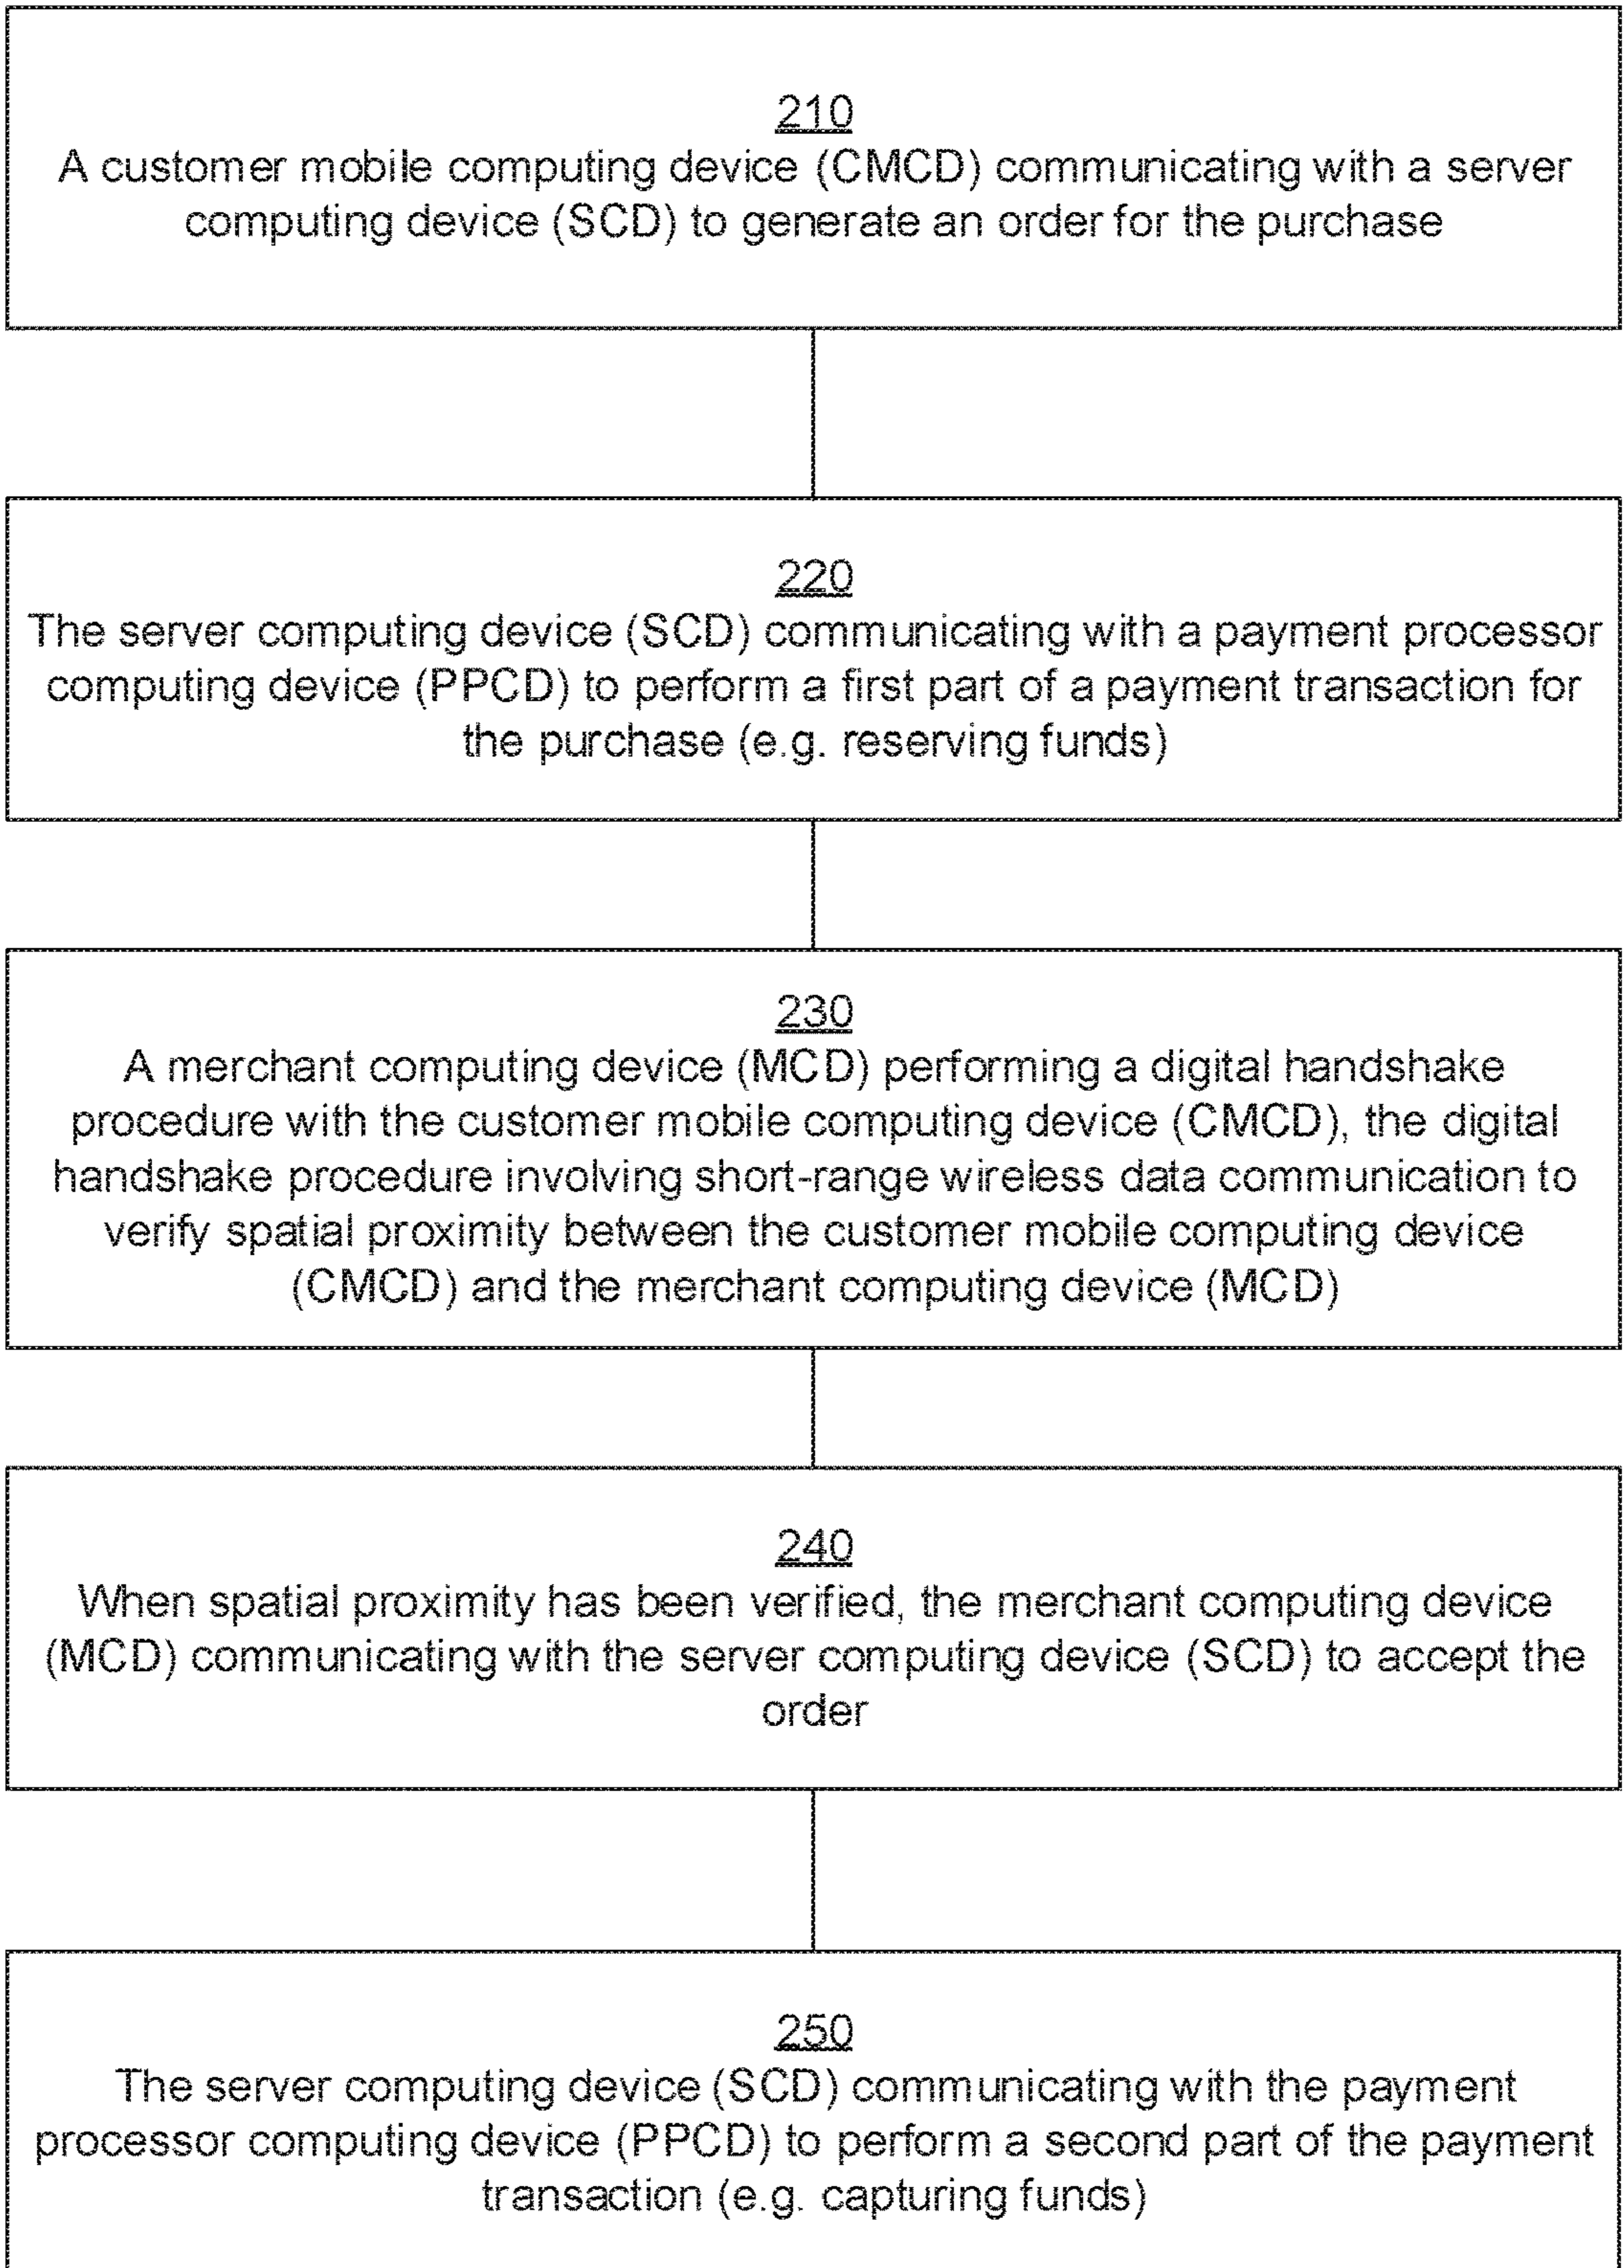 210
A customer mobile computing device (CMCD) communicating with a server
computing device (SCD) to generate an order for the purchase
220
The server computing device (SCD) communicating with a payment processor
computing device (PPCD) to perform a first part of a payment transaction for
the purchase (e.g. reserving funds)
230
A merchant computing device (MCD) performing a digital handshake
procedure with the customer mobile computing device (CMCD), the digital
handshake procedure involving short-range wireless data communication to
verify spatial proximity between the customer mobile computing device
(CMCD) and the merchant computing device (MCD)
240
When spatial proximity has been verified, the merchant computing device
(MCD) communicating with the server computing device (SCD) to accept the
order
250
The server computing device (SCD) communicating with the payment
processor computing device (PPCD) to perform a second part of the payment
transaction (e.g. capturing funds)